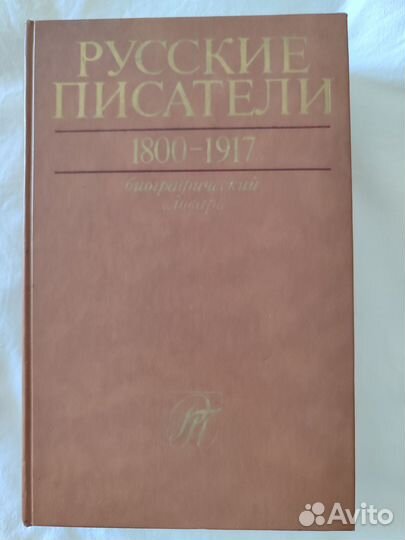 РУССКИЕ
ПИСАТЕЛИ
1800–1917
биографический
словарь
Avito